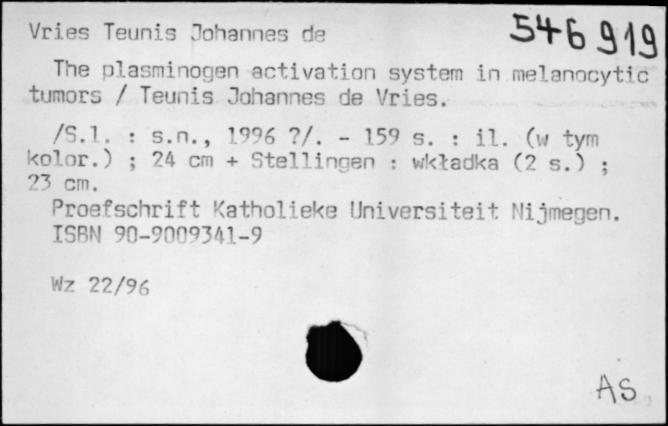 546919
Vries Teunis Johannes de
The plasminogen activation system in melanocytic
tumors / Teunis Johannes de Vries.
/S.l. : s.n., 1996 ?/. - 159 s. : il. (w tym
kolor.) ; 24 cm + Stellingen : wkładka (2 s.) ;
23 cm.
Proefschrift Katholieke Universiteit Nijmegen.
ISBN 90-9009341-9
Wz 22/96
AS